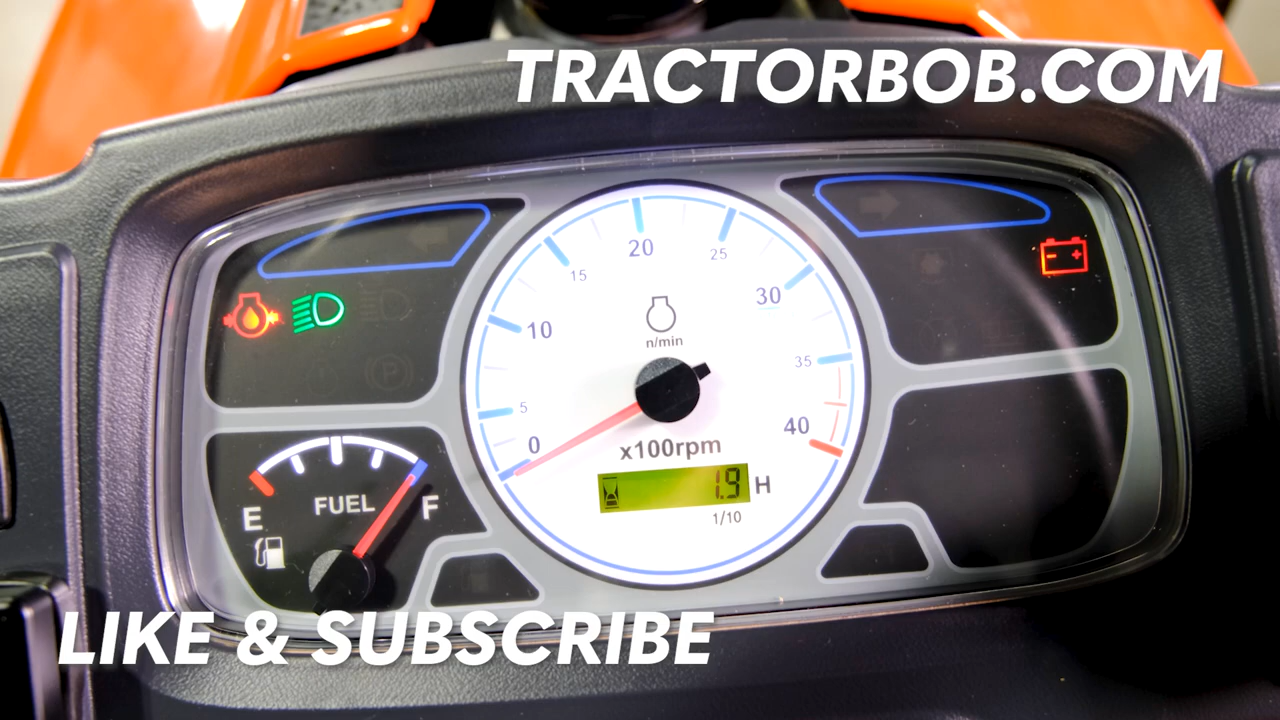 TRACTORBOB.COM
20
15
25
10
30
n/min
35
5
0
40
x100rpm
1.9 H
1/10
FUEL
E
F
P
LIKE & SUBSCRIBE